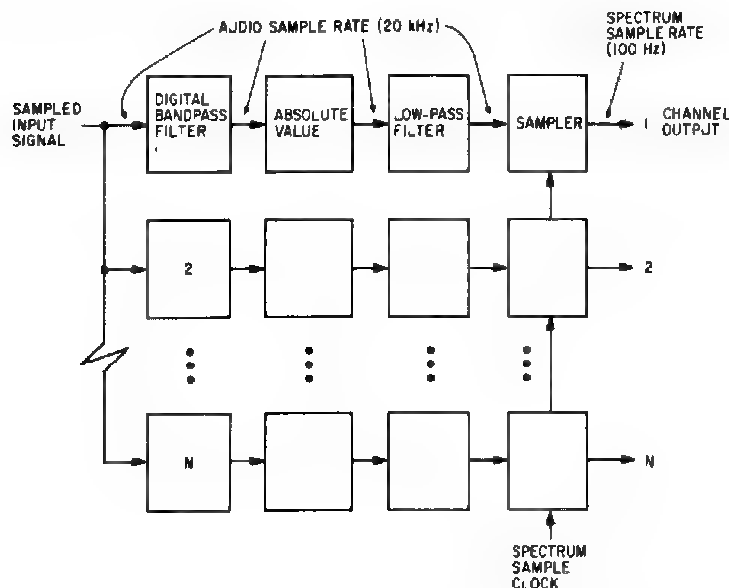 AUDIO SAMPLE RATE (20 kHz)
SPECTRUM
SAMPLE RATE
(100 Hz)
SAMPLED
INPUT
SIGNAL
DIGITAL
BANDPASS
FILTER
ABSOLUTE
VALUE
LOW-PASS
FILTER
SAMPLER
1 CHANNEL
OUTPUT
2
2
N
N
SPECTRUM
SAMPLE
CLOCK